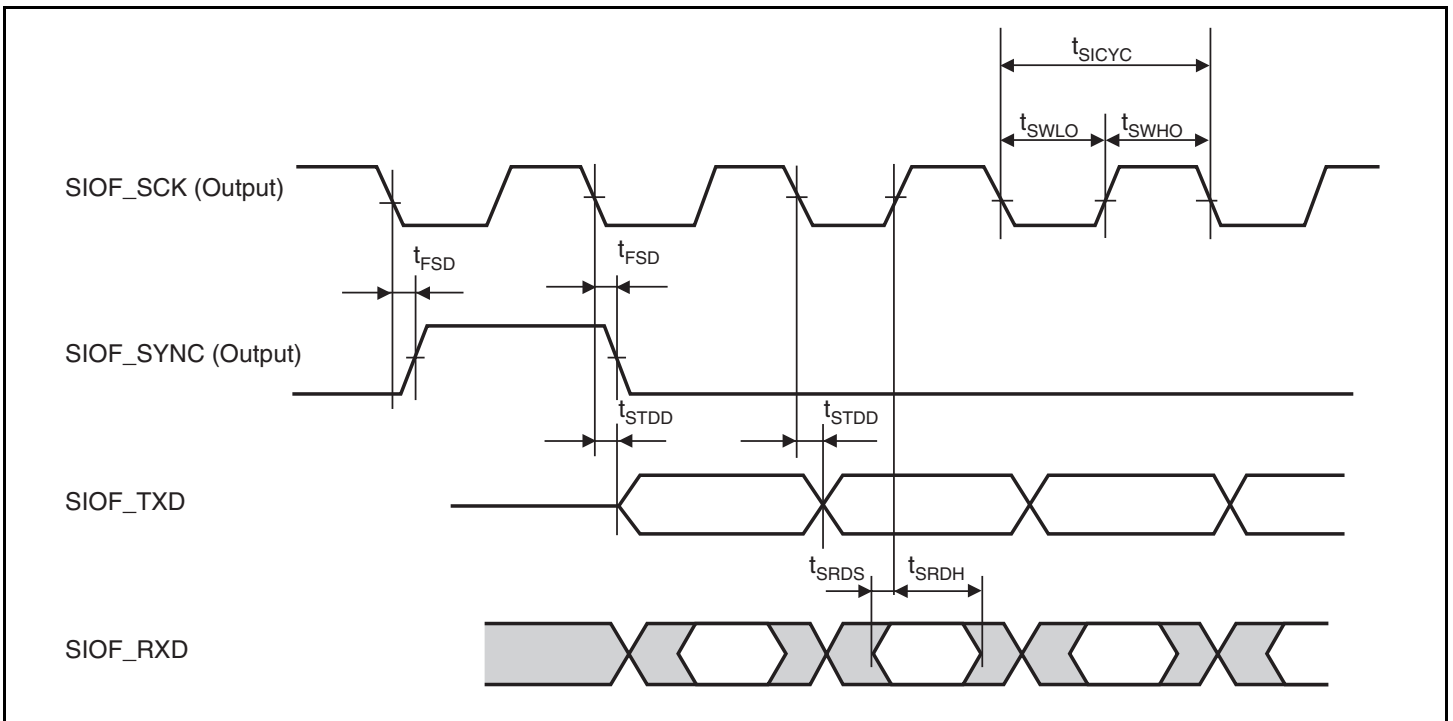 tSICYC
tSWLO tSWHO
SIOF_SCK (Output)
tFSD tFSD
SIOF_SYNC (Output)
tSTDD tSTDD
SIOF_TXD
tSRDS tSRDH
SIOF_RXD